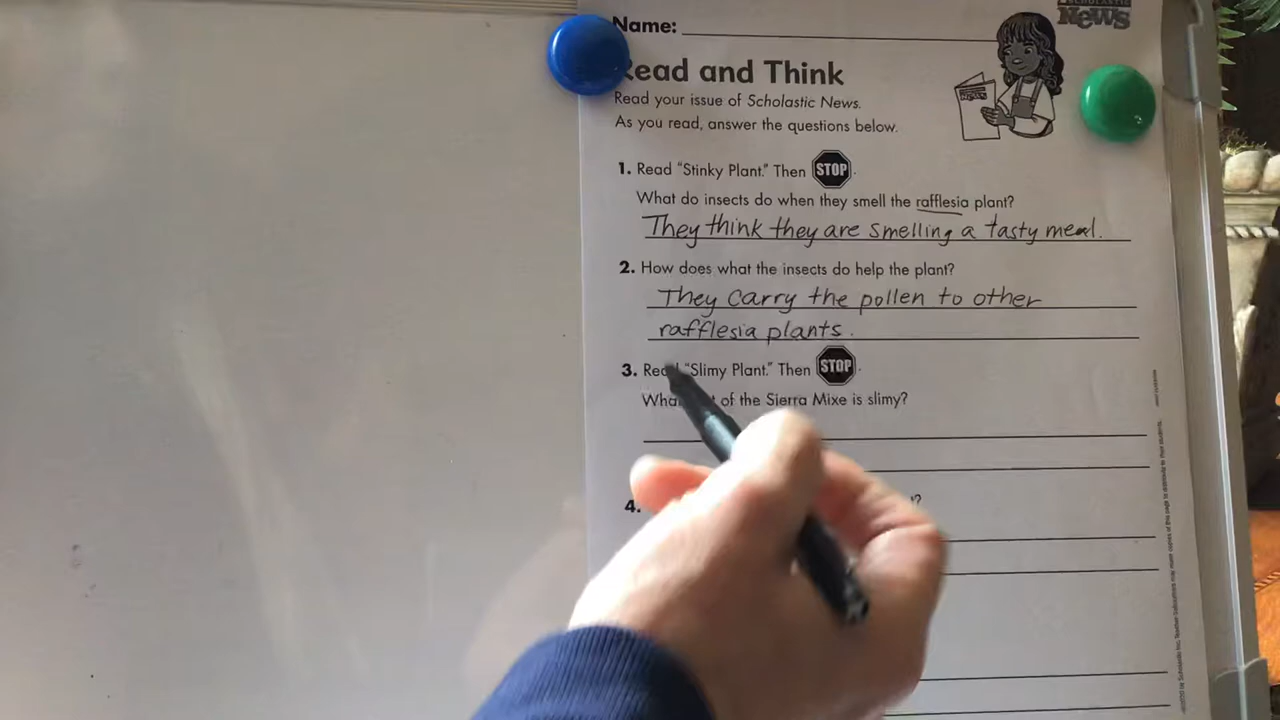 SCHOLASTIC
News
Name:
Read and Think
Read your issue of Scholastic News.
As you read, answer the questions below.
1. Read "Stinky Plant." Then STOP.
What do insects do when they smell the rafflesia plant?
They think they are smelling a tasty meal.
2. How does what the insects do help the plant?
They carry the pollen to other
rafflesia plants.
3. Read "Slimy Plant." Then STOP.
of the Sierra Mixe is slimy?
4.